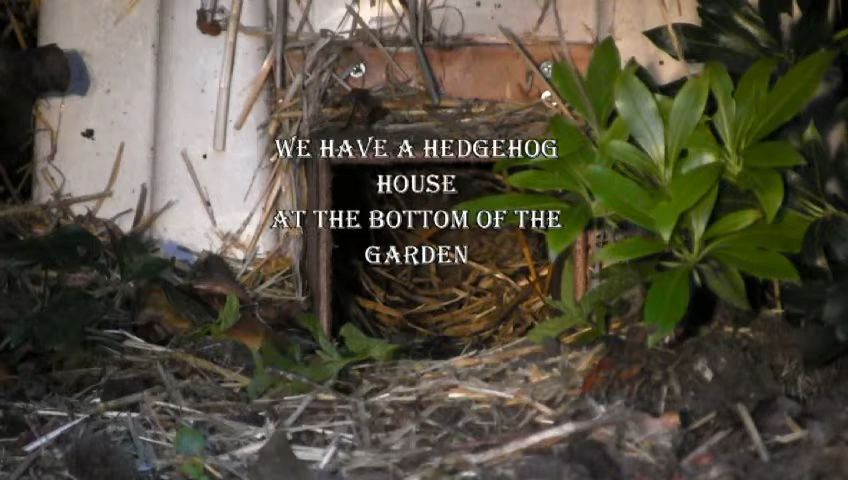 WE HAVE A HEDGEHOG
HOUSE
AT THE BOTTOM OF THE
GARDEN